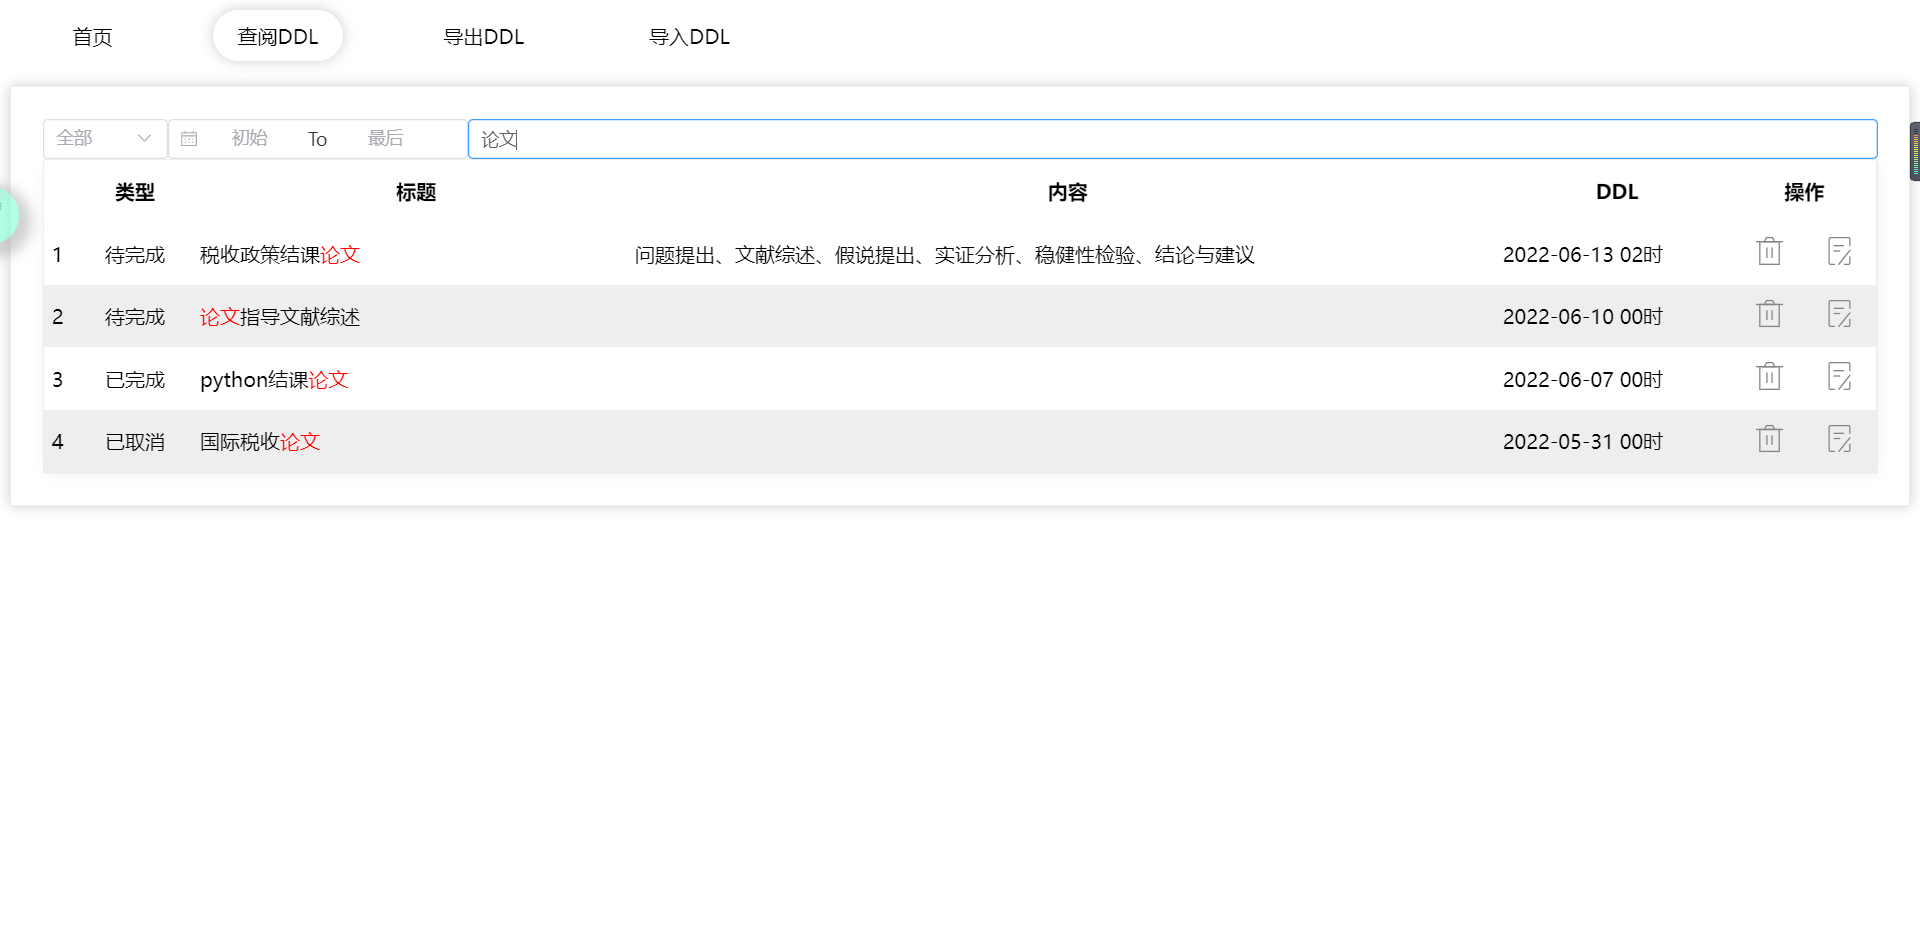 首页 查阅DDL 导出DDL 导入DDL
全部 初始 To 最后 论文
类型 标题 内容 DDL 操作
1 待完成 税收政策结课论文 问题提出、文献综述、假说提出、实证分析、稳健性检验、结论与建议 2022-06-13 02时
2 待完成 论文指导文献综述 2022-06-10 00时
3 已完成 python结课论文 2022-06-07 00时
4 已取消 国际税收论文 2022-05-31 00时